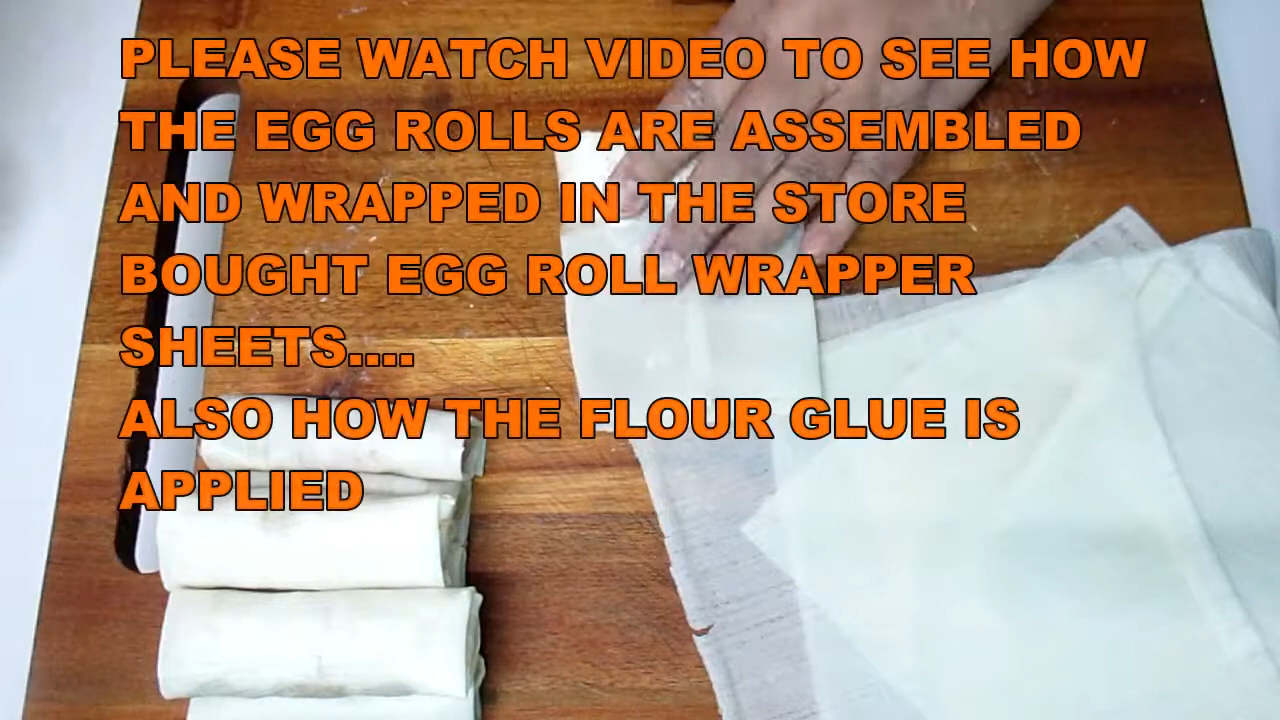 PLEASE WATCH VIDEO TO SEE HOW
THE EGG ROLLS ARE ASSEMBLED
AND WRAPPED IN THE STORE
BOUGHT EGG ROLL WRAPPER
SHEETS....
ALSO HOW THE FLOUR GLUE IS
APPLIED